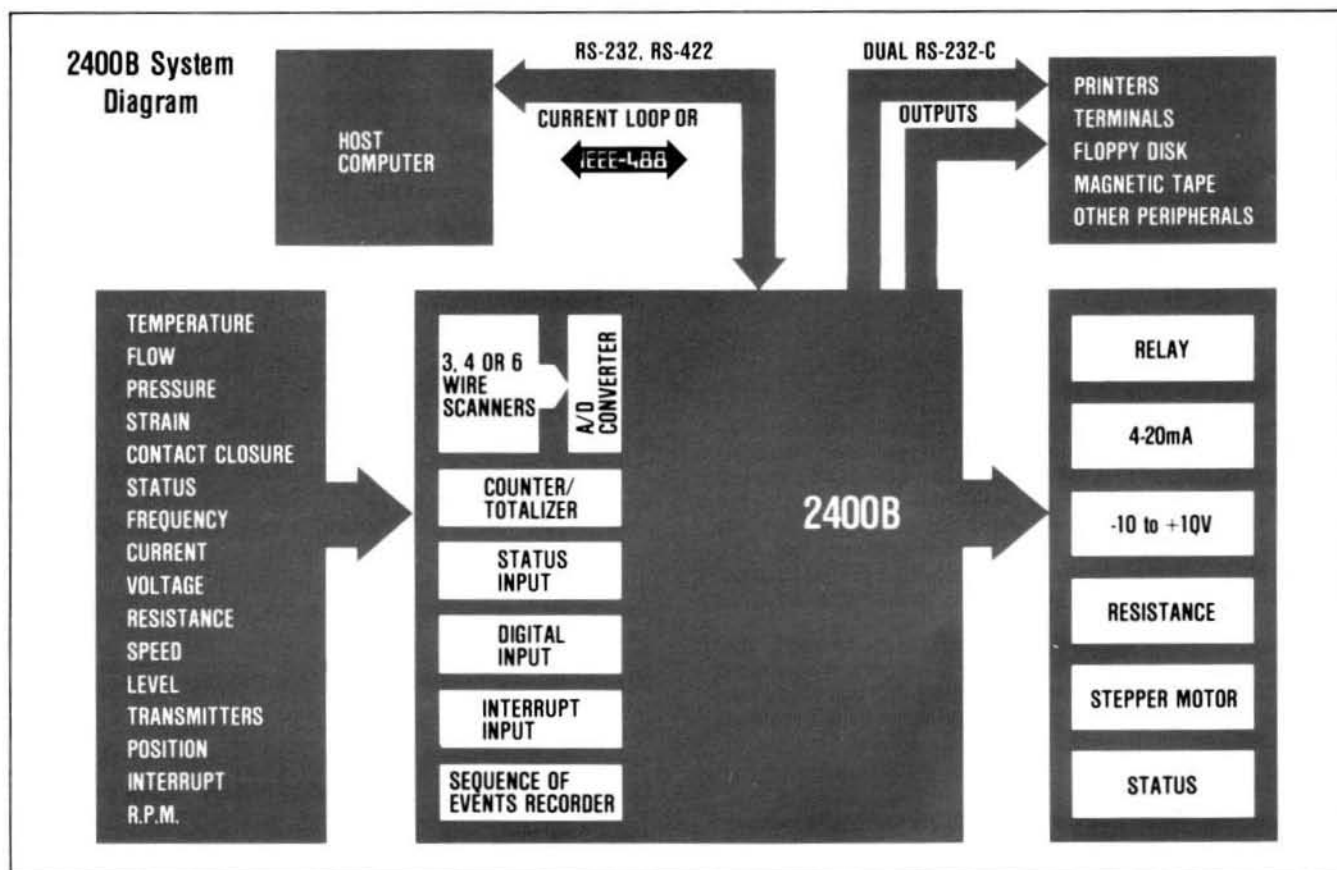 2400B System
Diagram
HOST
COMPUTER
RS-232, RS-422
CURRENT LOOP OR
IEEE-488
DUAL RS-232-C
OUTPUTS
PRINTERS
TERMINALS
FLOPPY DISK
MAGNETIC TAPE
OTHER PERIPHERALS
TEMPERATURE
FLOW
PRESSURE
STRAIN
CONTACT CLOSURE
STATUS
FREQUENCY
CURRENT
VOLTAGE
RESISTANCE
SPEED
LEVEL
TRANSMITTERS
POSITION
INTERRUPT
R.P.M.
3, 4 OR 6
WIRE
SCANNERS
A/D
CONVERTER
COUNTER/
TOTALIZER
STATUS
INPUT
DIGITAL
INPUT
INTERRUPT
INPUT
SEQUENCE OF
EVENTS RECORDER
2400B
RELAY
4-20mA
-10 to +10V
RESISTANCE
STEPPER MOTOR
STATUS